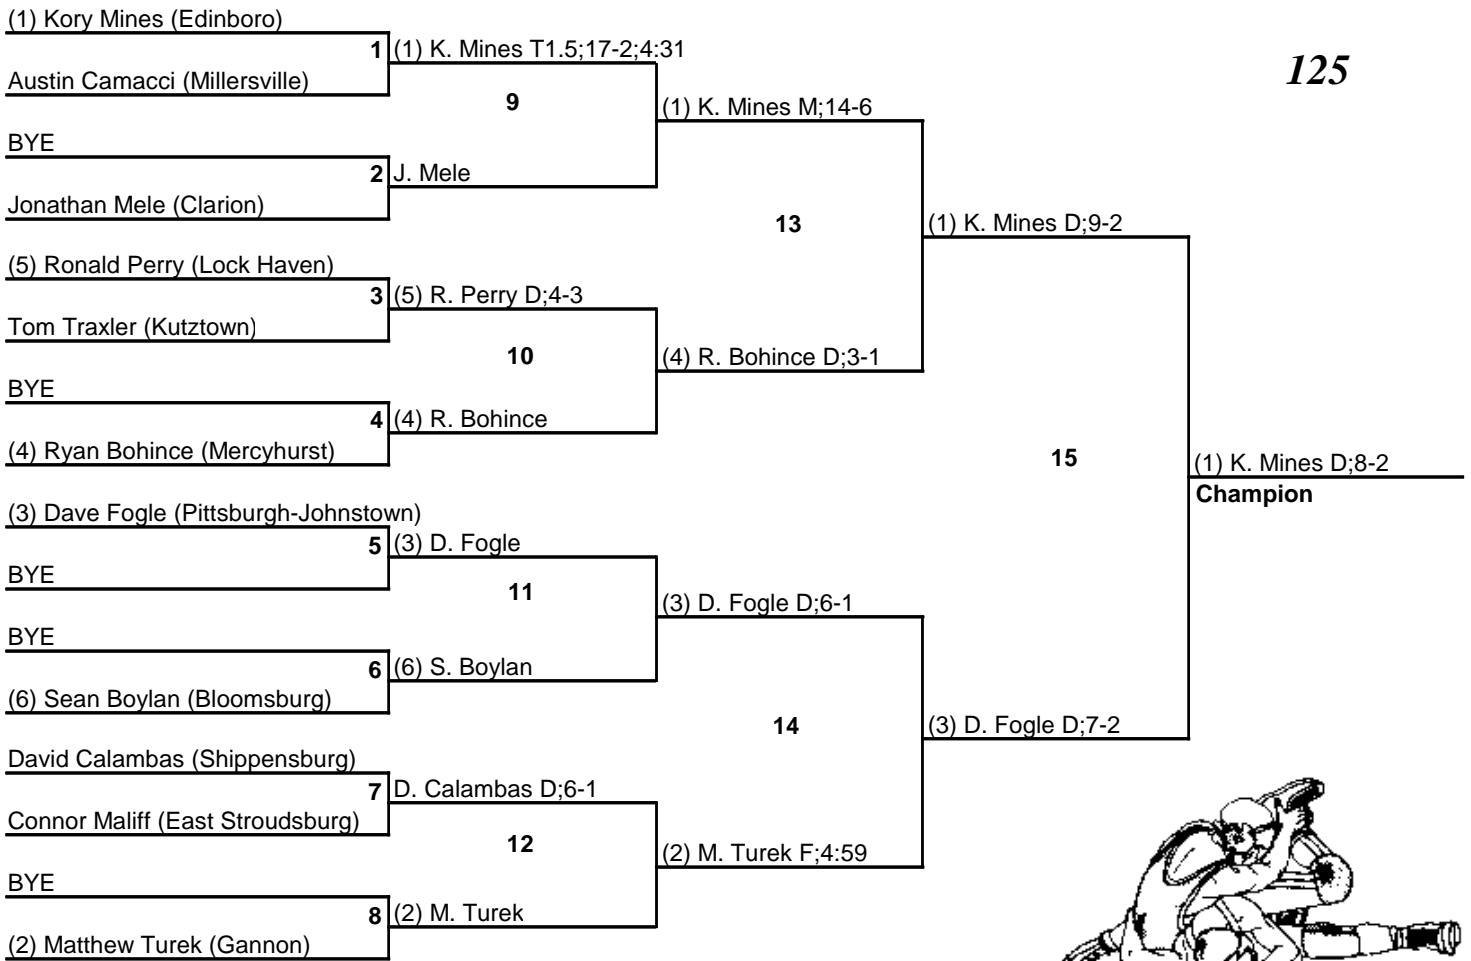 (1) Kory Mines (Edinboro)
1 (1) K. Mines T1.5;17-2;4:31
125
Austin Camacci (Millersville)
9
(1) K. Mines M;14-6
BYE
2 J. Mele
Jonathan Mele (Clarion)
13
(1) K. Mines D;9-2
(5) Ronald Perry (Lock Haven)
3 (5) R. Perry D;4-3
Tom Traxler (Kutztown)
10
(4) R. Bohince D;3-1
BYE
4 (4) R. Bohince
(4) Ryan Bohince (Mercyhurst)
15
(1) K. Mines D;8-2
Champion
(3) Dave Fogle (Pittsburgh-Johnstown)
5 (3) D. Fogle
BYE
11
(3) D. Fogle D;6-1
BYE
6 (6) S. Boylan
(6) Sean Boylan (Bloomsburg)
14
(3) D. Fogle D;7-2
David Calambas (Shippensburg)
7 D. Calambas D;6-1
Connor Maliff (East Stroudsburg)
12
(2) M. Turek F;4:59
BYE
8 (2) M. Turek
(2) Matthew Turek (Gannon)